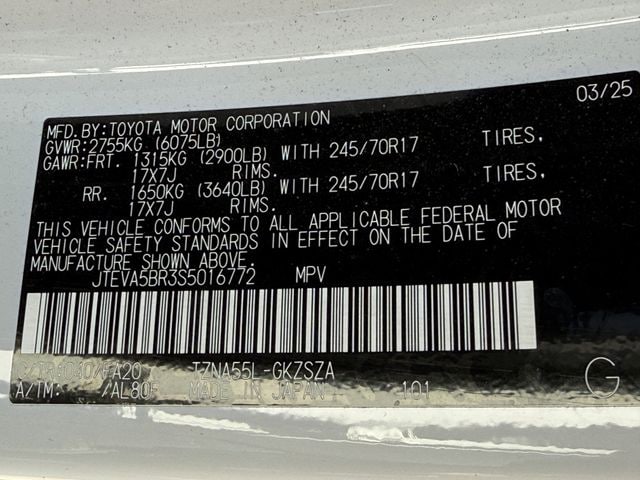 03/25
MFD.BY:TOYOTA MOTOR CORPORATION
GVWR:2755KG (6075LB)
GAWR:FRT. 1315KG (2900LB) WITH 245/70R17 TIRES.
17X7J RIMS.
RR. 1650KG (3640LB) WITH 245/70R17 TIRES,
17X7J RIMS.
THIS VEHICLE CONFORMS TO ALL APPLICABLE FEDERAL MOTOR
VEHICLE SAFETY STANDARDS IN EFFECT ON THE DATE OF
MANUFACTURE SHOWN ABOVE.
JTEVA5BR3S5016772 MPV
TZNA55L-GKZSZA
A/TM: MADE IN JAPAN 101
G